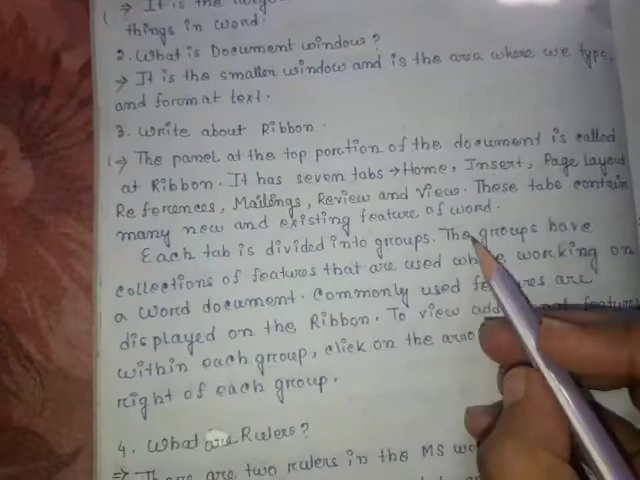 ⇒ It is the
things in word.
2. What is Document window?
⇒ It is the smaller window and is the area where we type,
and format text.
3. Write about Ribbon.
⇒ The panel at the top portion of the document is called
at Ribbon. It has seven tabs → Home, Insert, Page Layout
References, Mailings, Review and View. These tabs contain
many new and existing feature of word.
Each tab is divided into groups. The groups have
collections of features that are used while working on
a word document. Commonly used features are
displayed on the Ribbon. To view
within each group, click on the
right of each group.
4. What are Rulers?
⇒ There are two rulers in the MS